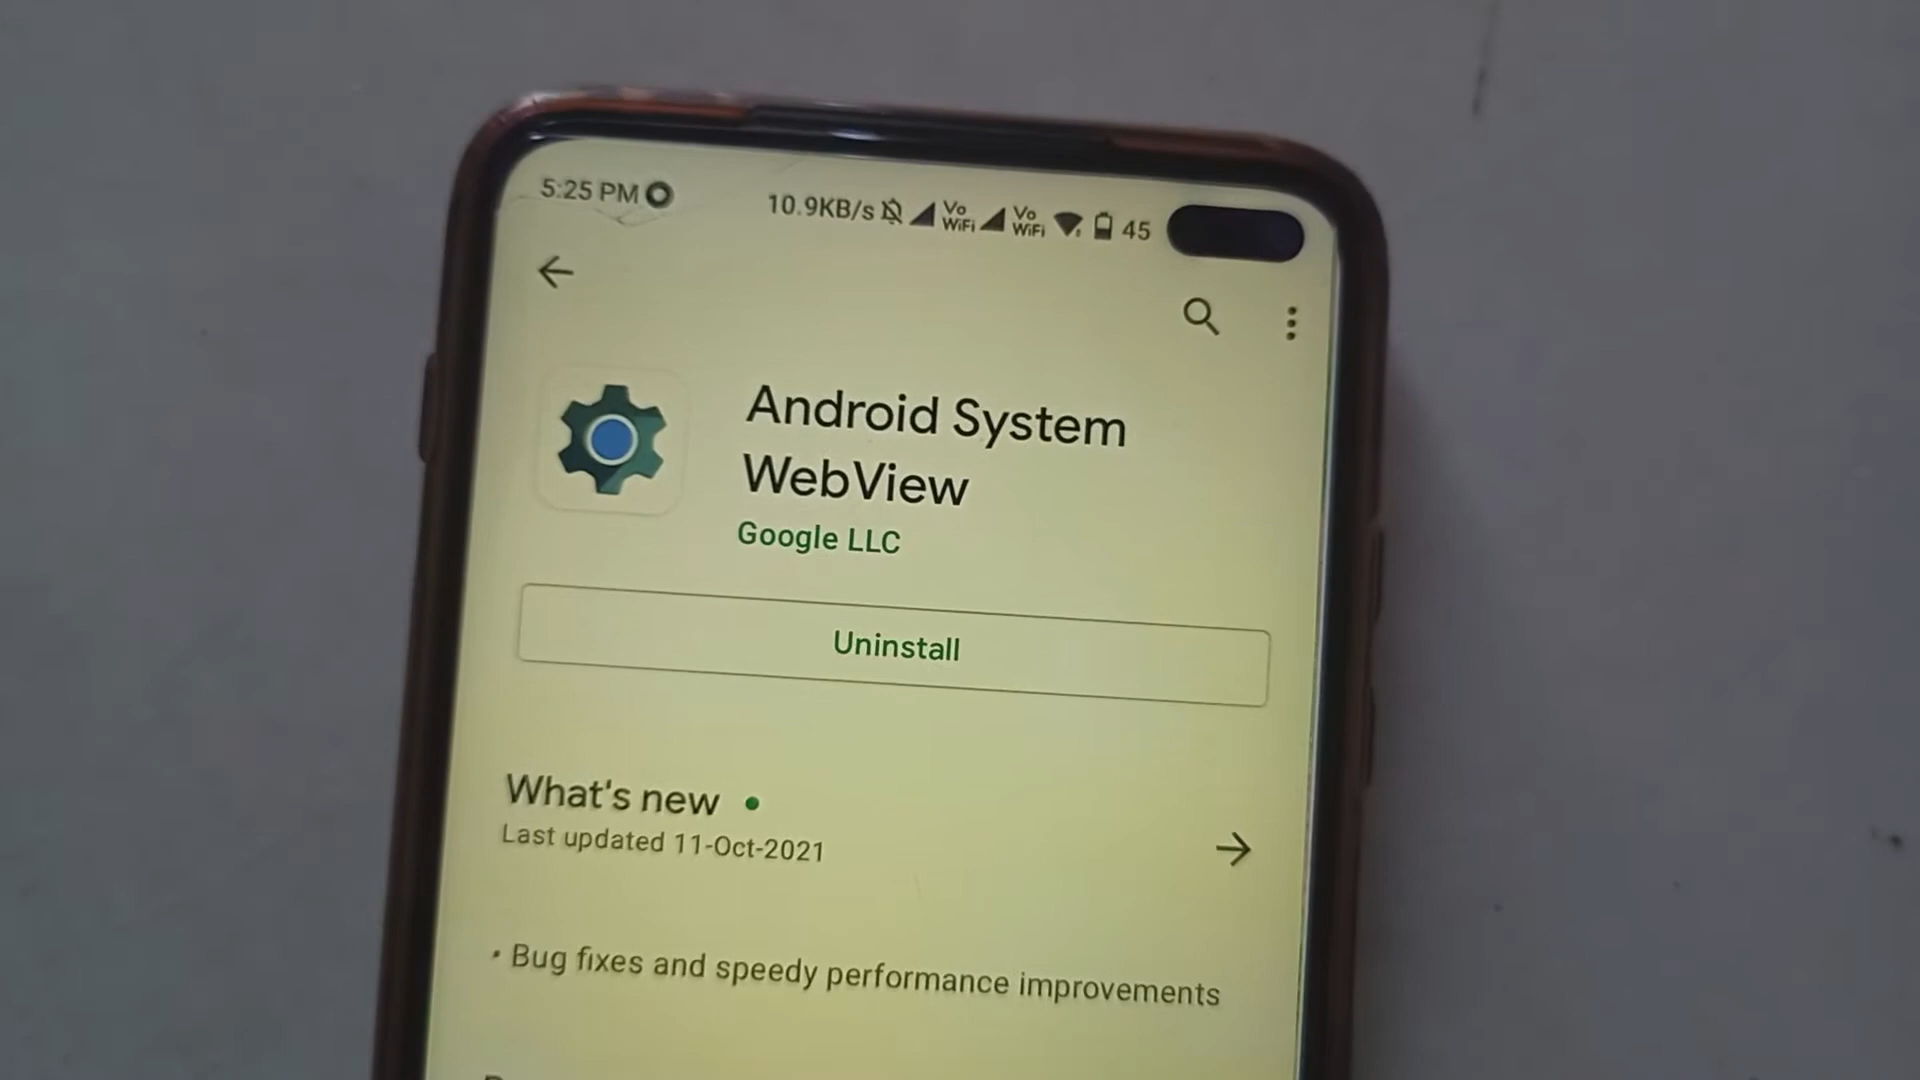 5:25 PM 10.9KB/s Vo WiFi Vo WiFi 45
Android System
WebView
Google LLC
Uninstall
What's new •
Last updated 11-Oct-2021
• Bug fixes and speedy performance improvements